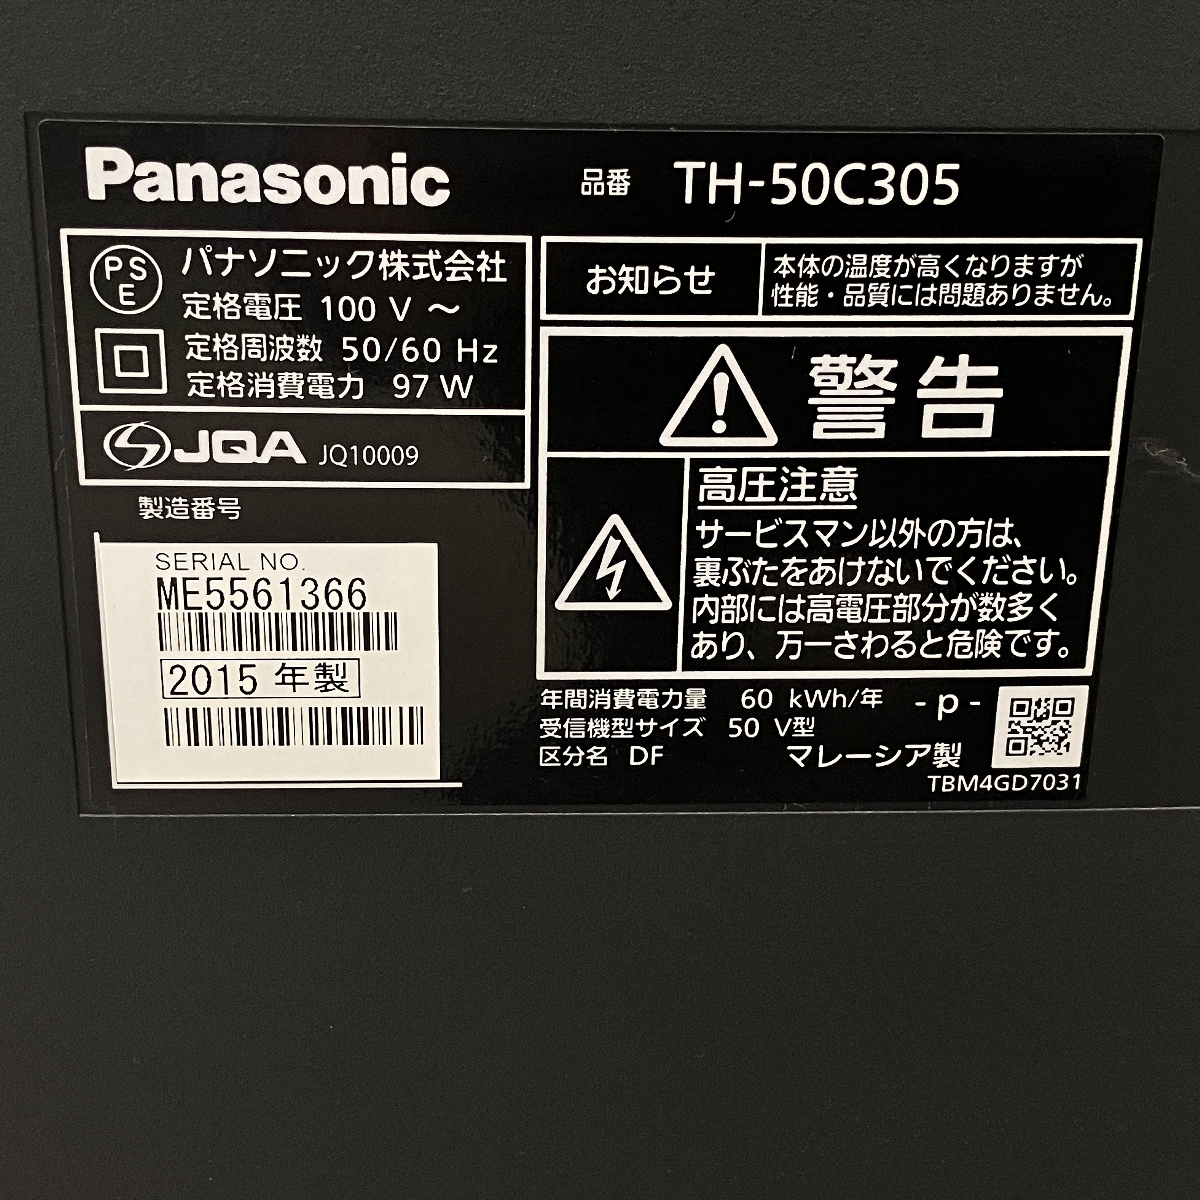 Panasonic
品番 TH-50C305
PS
E
パナソニック株式会社
定格電圧 100 V ～
定格周波数 50/60 Hz
定格消費電力 97 W
JQA JQ10009
製造番号
SERIAL NO.
ME5561366
2015 年製
お知らせ
本体の温度が高くなりますが
性能・品質には問題ありません。
警告
高圧注意
サービスマン以外の方は、
裏ぶたをあけないでください。
内部には高電圧部分が数多く
あり、万一さわると危険です。
年間消費電力量 60 kWh/年 - p -
受信機型サイズ 50 V型
区分名 DF マレーシア製
TBM4GD7031